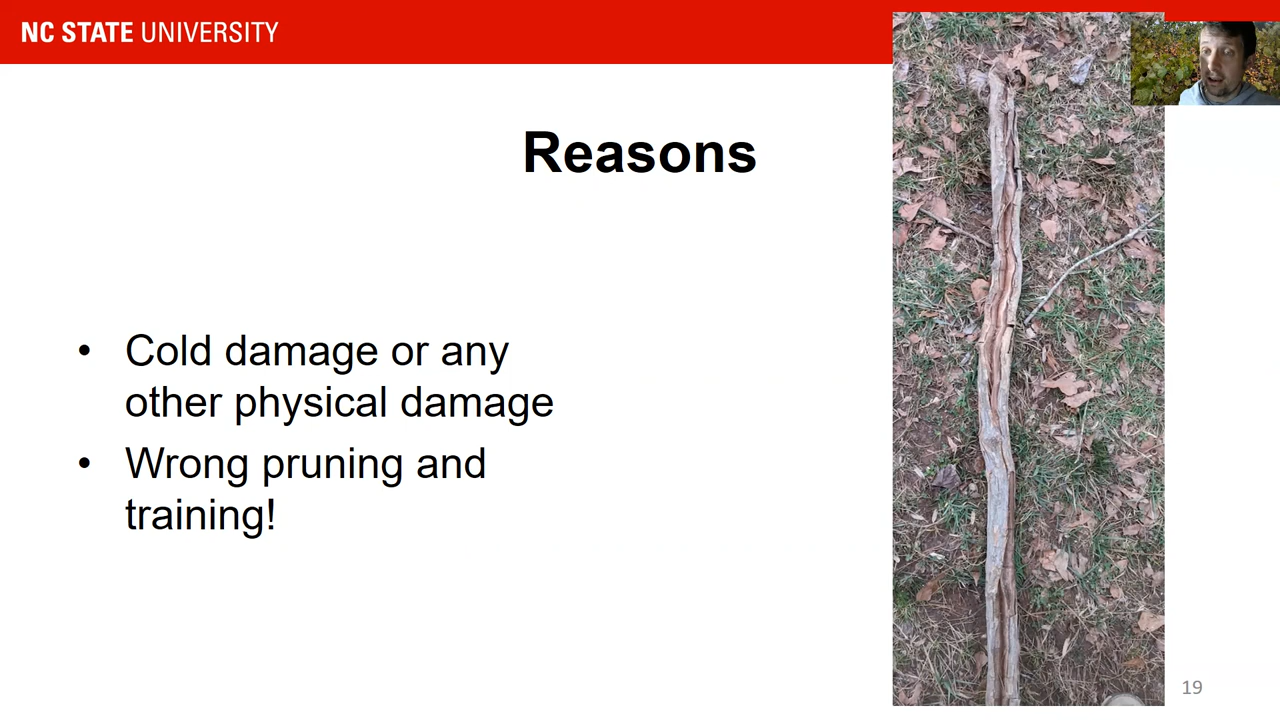 NC STATE UNIVERSITY
Reasons
• Cold damage or any
other physical damage
• Wrong pruning and
training!
19